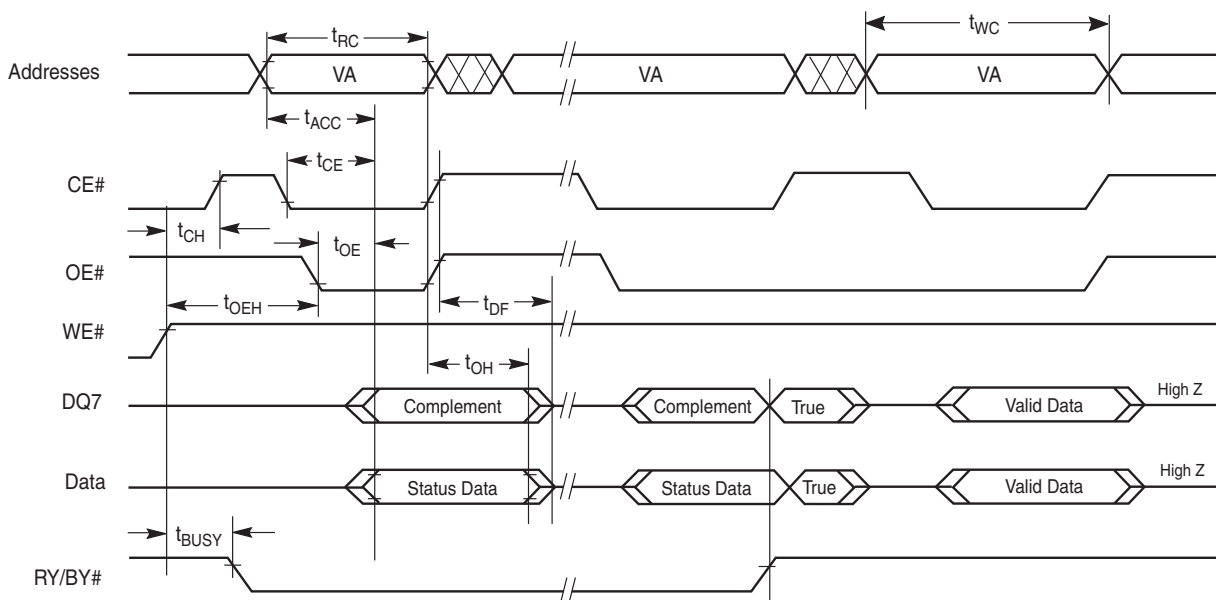 tRC
tWC
Addresses VA VA VA
tACC
tCE
CE#
tCH tOE
OE#
tOEH tDF
WE#
tOH
DQ7 Complement Complement True Valid Data High Z
Data Status Data Status Data True Valid Data High Z
tBUSY
RY/BY#